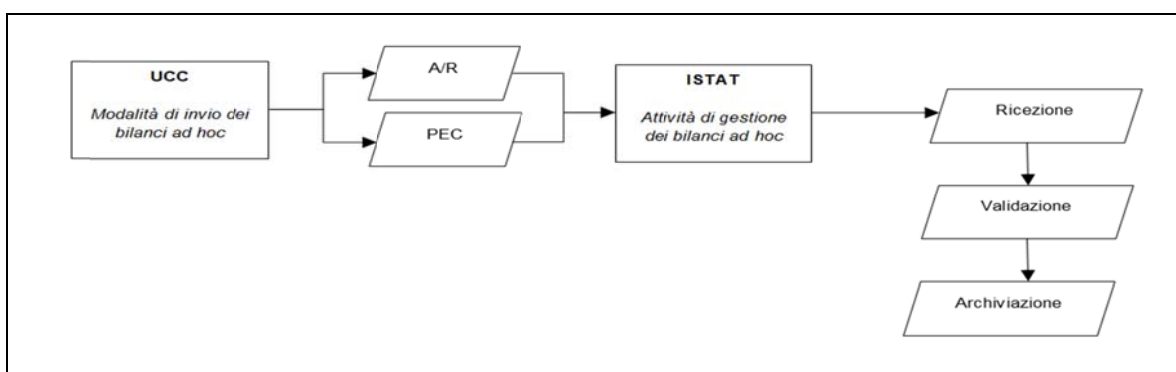 UCC
Modalità di invio dei
bilanci ad hoc
A/R
PEC
ISTAT
Attività di gestione
dei bilanci ad hoc
Ricezione
Validazione
Archiviazione